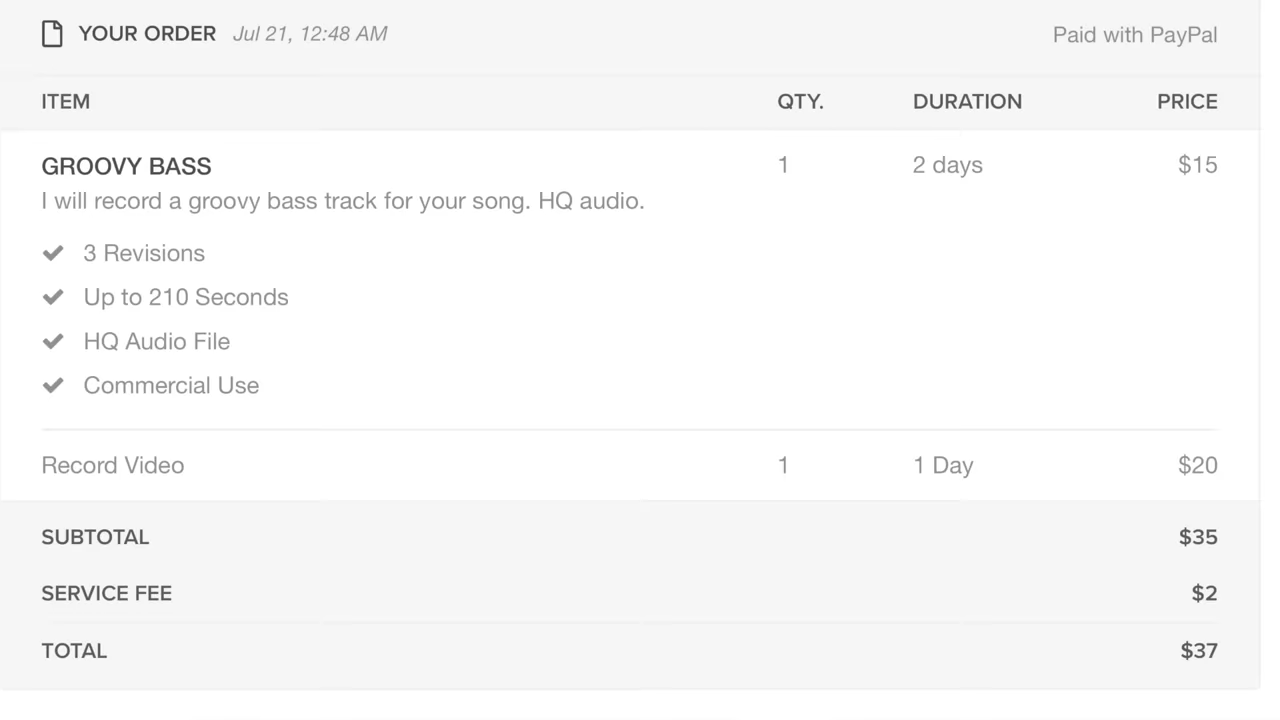 YOUR ORDER Jul 21, 12:48 AM Paid with PayPal
ITEM QTY. DURATION PRICE
GROOVY BASS 1 2 days $15
I will record a groovy bass track for your song. HQ audio.
3 Revisions
Up to 210 Seconds
HQ Audio File
Commercial Use
Record Video 1 1 Day $20
SUBTOTAL $35
SERVICE FEE $2
TOTAL $37